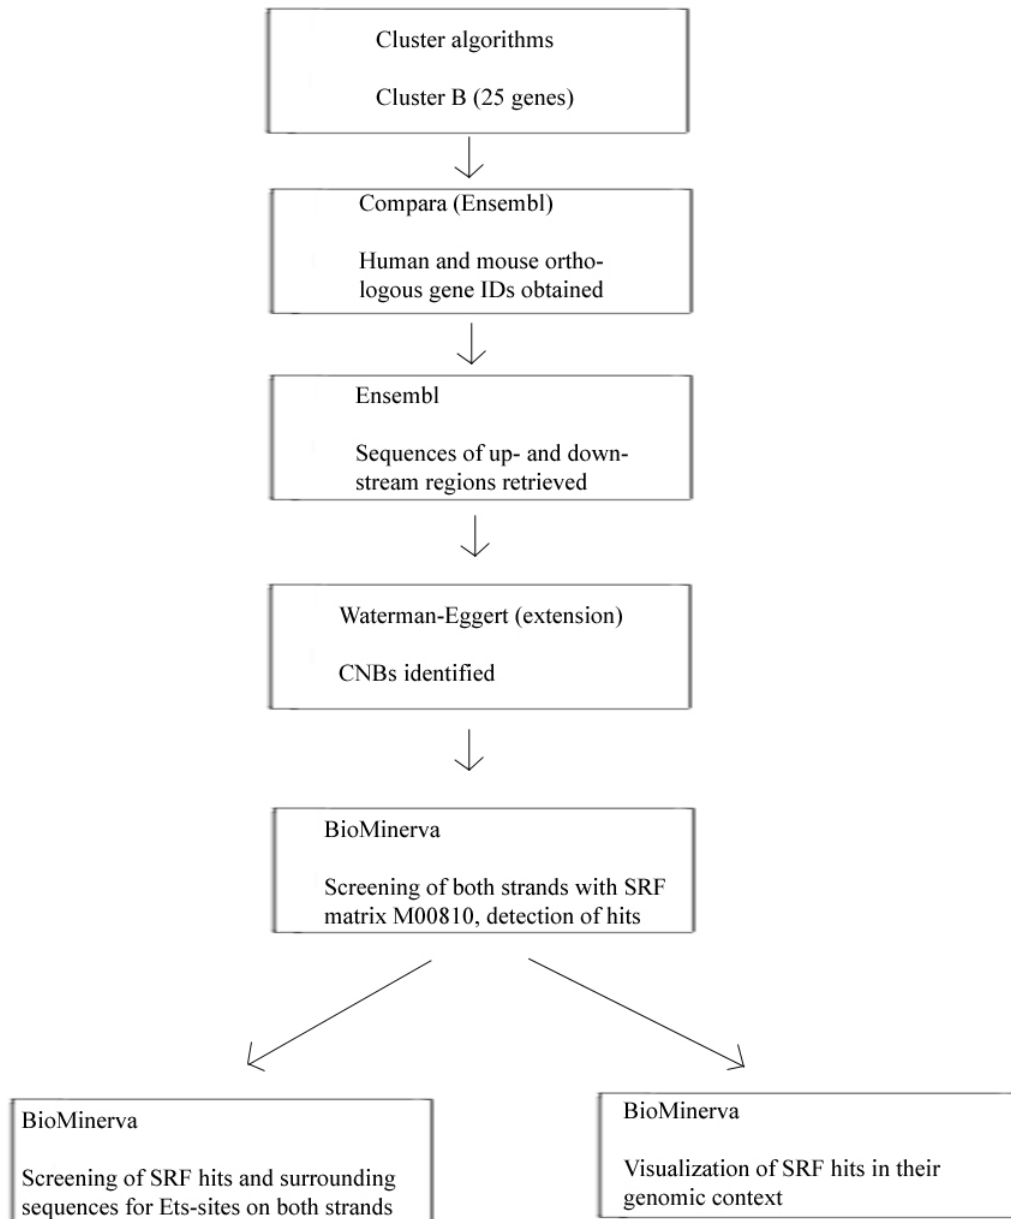 Cluster algorithms
Cluster B (25 genes)
Compara (Ensembl)
Human and mouse ortho-
logous gene IDs obtained
Ensembl
Sequences of up- and down-
stream regions retrieved
Waterman-Eggert (extension)
CNBs identified
BioMinerva
Screening of both strands with SRF
matrix M00810, detection of hits
BioMinerva
Screening of SRF hits and surrounding
sequences for Ets-sites on both strands
BioMinerva
Visualization of SRF hits in their
genomic context